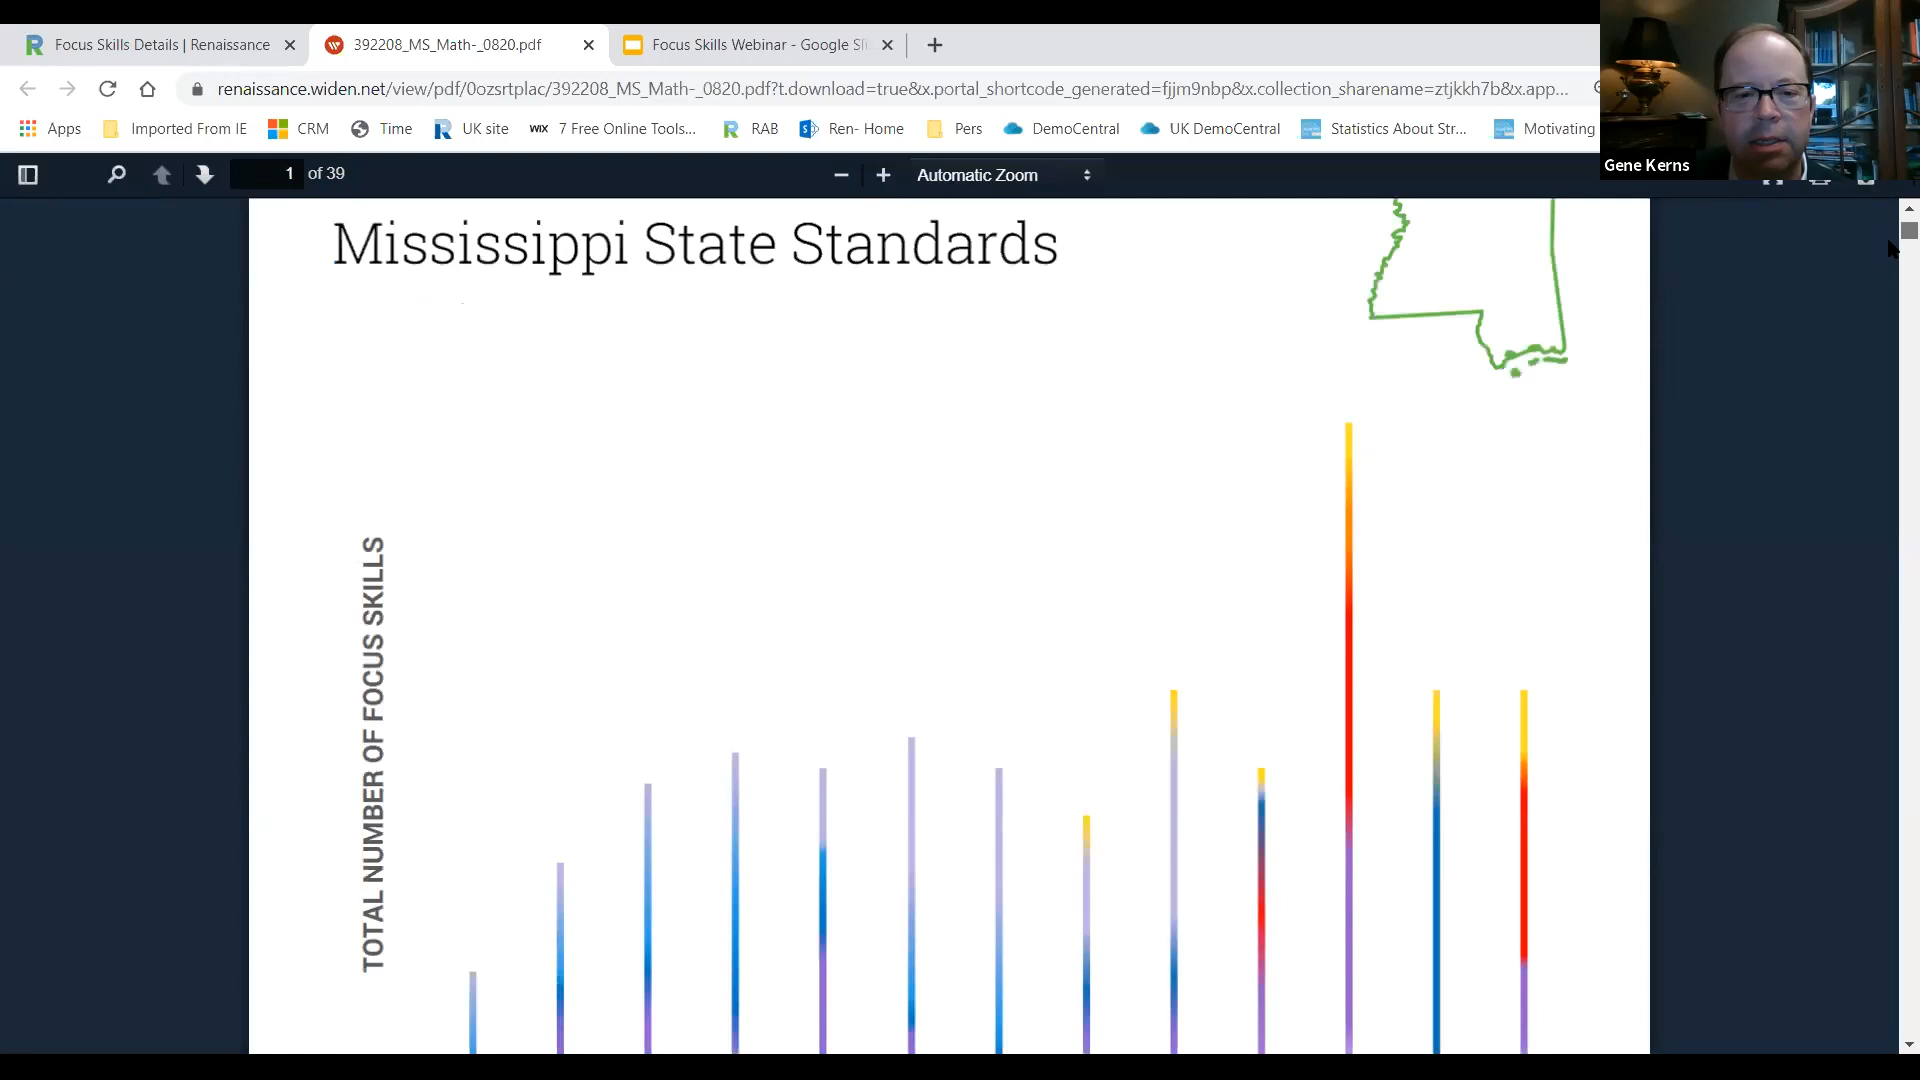 Focus Skills Details | Renaissance
392208_MS_Math-_0820.pdf
Focus Skills Webinar - Google Sli
renaissance.widen.net/view/pdf/0ozsrtplac/392208_MS_Math-_0820.pdf?t.download=true&x.portal_shortcode_generated=fjjm9nbp&x.collection_sharename=ztjkkh7b&x.app...
Apps
Imported From IE
CRM
Time
UK site
WIX 7 Free Online Tools...
RAB
Ren- Home
Pers
DemoCentral
UK DemoCentral
Statistics About Str...
Motivating
Gene Kerns
1 of 39
Automatic Zoom
Mississippi State Standards
TOTAL NUMBER OF FOCUS SKILLS